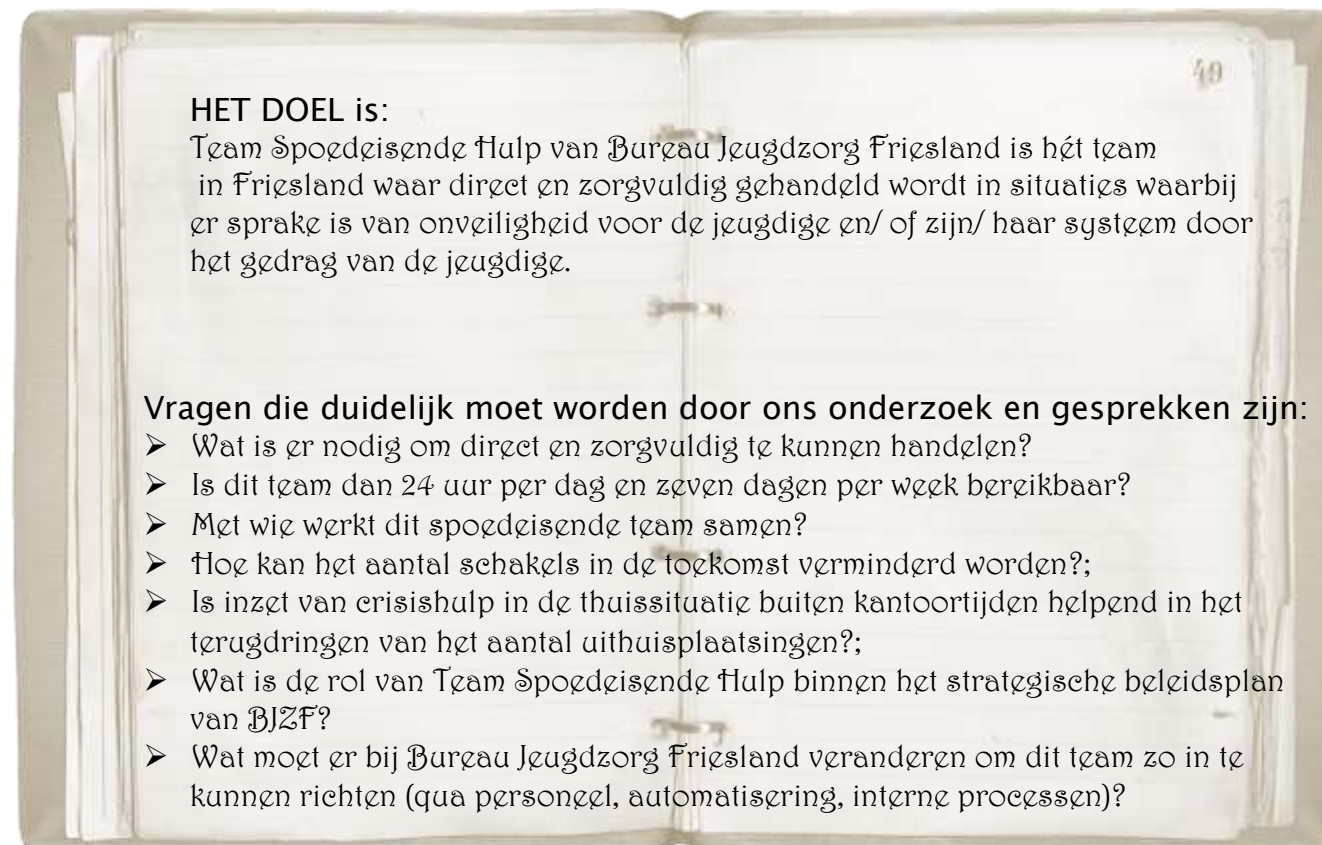 49
HET DOEL is:
Team Spoedeisende Hulp van Bureau Jeugdzorg Friesland is hét team
in Friesland waar direct en zorgvuldig gehandeld wordt in situaties waarbij
er sprake is van onveiligheid voor de jeugdige en/ of zijn/ haar systeem door
het gedrag van de jeugdige.
Vragen die duidelijk moet worden door ons onderzoek en gesprekken zijn:
➢ Wat is er nodig om direct en zorgvuldig te kunnen handelen?
➢ Is dit team dan 24 uur per dag en zeven dagen per week bereikbaar?
➢ Met wie werkt dit spoedeisende team samen?
➢ Hoe kan het aantal schakels in de toekomst verminderd worden?;
➢ Is inzet van crisishulp in de thuissituatie buiten kantoortijden helpend in het
terugdringen van het aantal uithuisplaatsingen?;
➢ Wat is de rol van Team Spoedeisende Hulp binnen het strategische beleidsplan
van BJZF?
➢ Wat moet er bij Bureau Jeugdzorg Friesland veranderen om dit team zo in te
kunnen richten (qua personeel, automatisering, interne processen)?